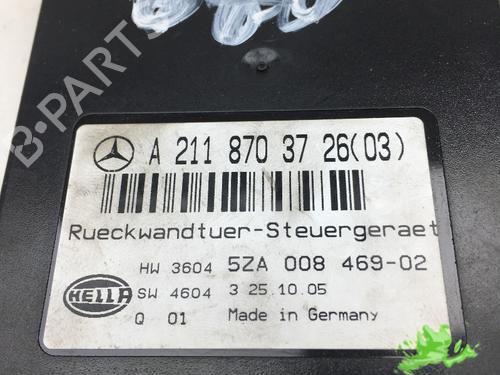 B-PARTS
A 211 870 37 26(03)
Rueckwandtuer-Steuergeraet
HW 3604 5ZA 008 469-02
HELLA SW 4604 3 25.10.05
Q 01 Made in Germany